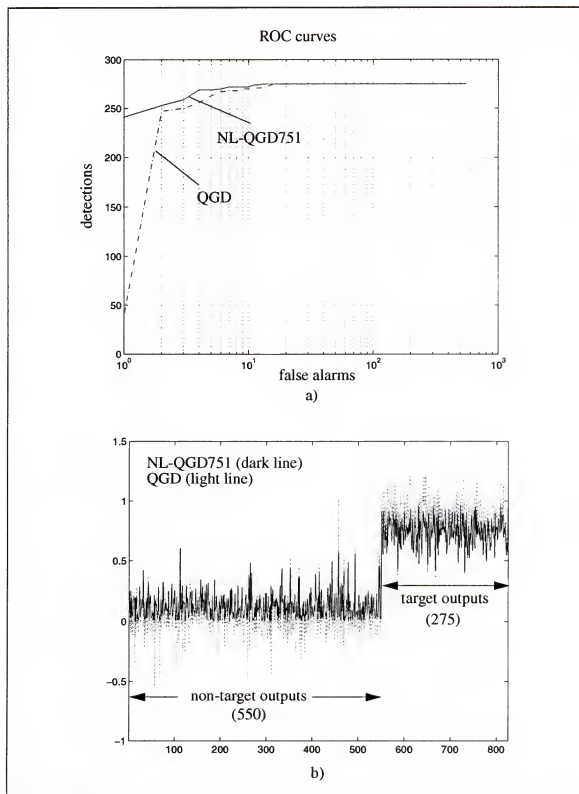 ROC curves
300
250
200
150
100
50
0
detections
NL-QGD751
QGD
10^0
10^1
10^2
10^3
false alarms
a)
1.5
1
0.5
0
−0.5
−1
NL-QGD751 (dark line)
QGD (light line)
target outputs
(275)
non-target outputs
(550)
100 200 300 400 500 600 700 800
b)